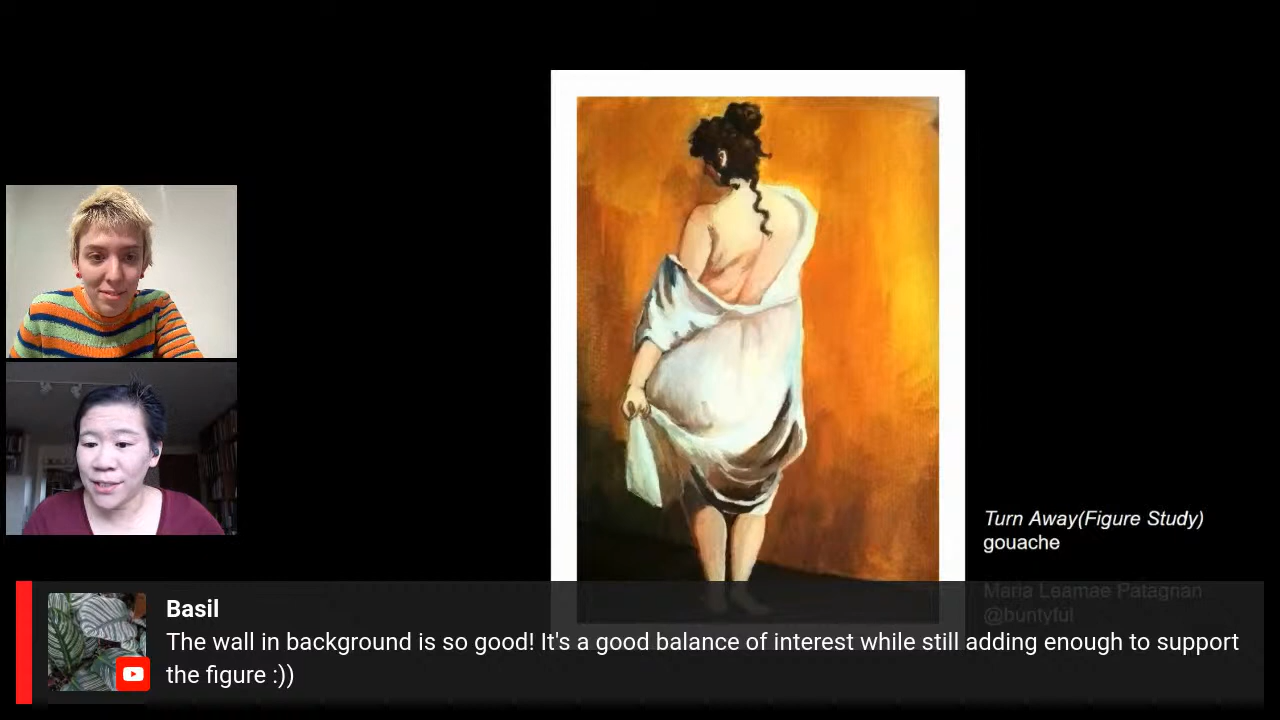 Turn Away(Figure Study)
gouache
Maria Leamae Patagnan
@buntyful
Basil
The wall in background is so good! It's a good balance of interest while still adding enough to support
the figure :))